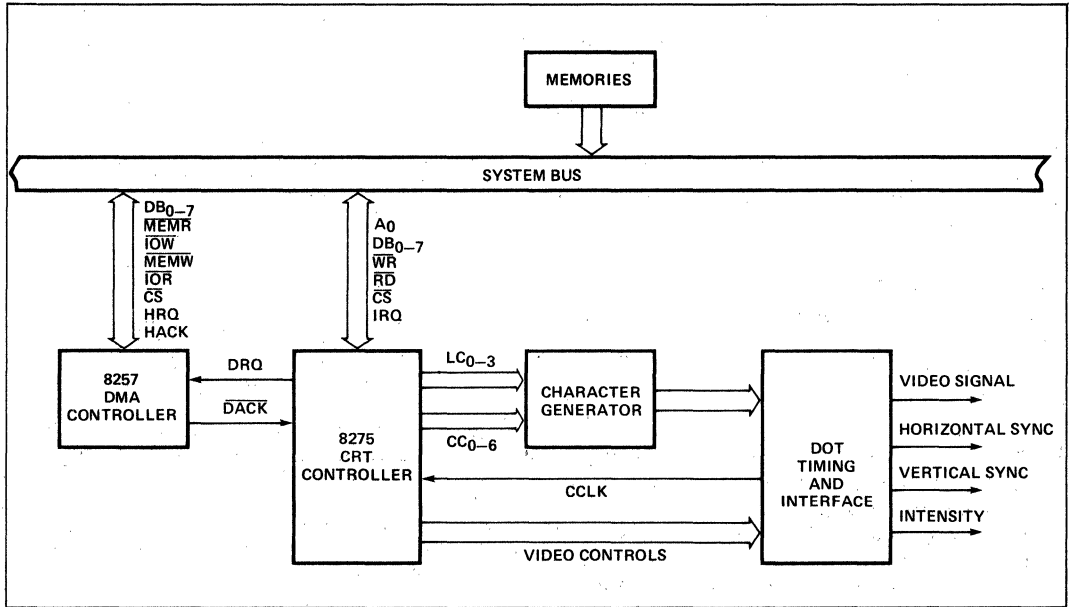 MEMORIES
SYSTEM BUS
DB0–7
MEMR
IOW
MEMW
IOR
CS
HRQ
HACK
A0
DB0–7
WR
RD
CS
IRQ
8257
DMA
CONTROLLER
DRQ
DACK
8275
CRT
CONTROLLER
LC0–3
CC0–6
CHARACTER
GENERATOR
CCLK
VIDEO CONTROLS
DOT
TIMING
AND
INTERFACE
VIDEO SIGNAL
HORIZONTAL SYNC
VERTICAL SYNC
INTENSITY